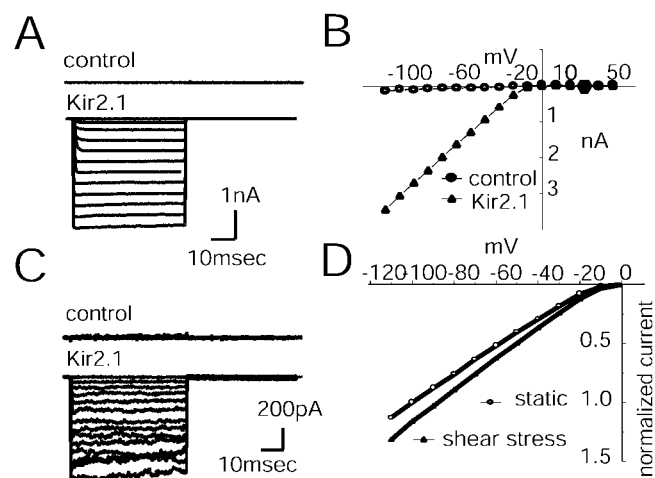 A
control
Kir2.1
1nA
10msec
B
mV
-100 -60 -20 10 50
1
2
nA
3
control
Kir2.1
C
control
Kir2.1
200pA
10msec
D
mV
-120 -100 -80 -60 -40 -20 0
0.5
1.0
1.5
static
shear stress
normalized current